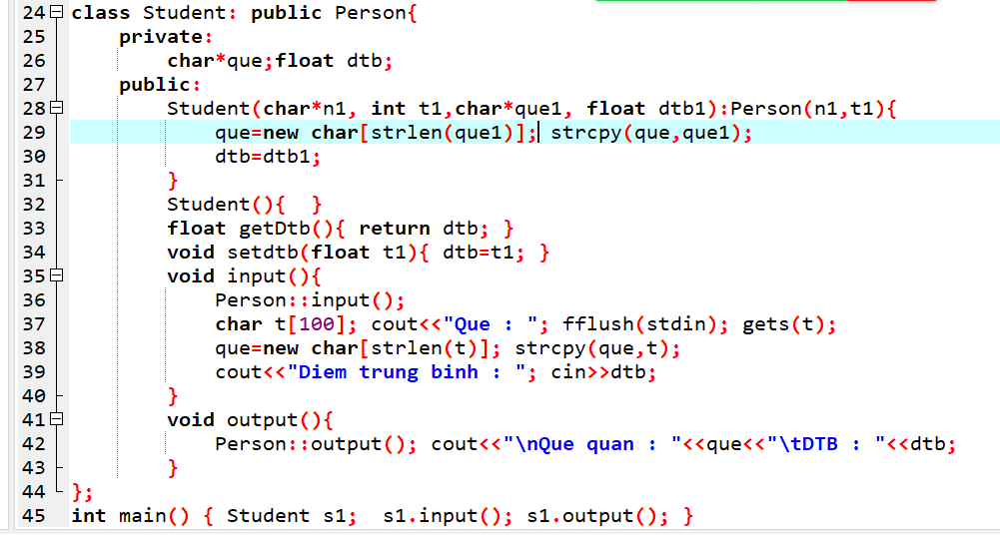 24 class Student: public Person{
25     private:
26         char*que;float dtb;
27     public:
28         Student(char*n1, int t1,char*que1, float dtb1):Person(n1,t1){
29             que=new char[strlen(que1)]; strcpy(que,que1);
30             dtb=dtb1;
31         }
32         Student(){  }
33         float getDtb(){ return dtb; }
34         void setdtb(float t1){ dtb=t1; }
35         void input(){
36             Person::input();
37             char t[100]; cout<<"Que : "; fflush(stdin); gets(t);
38             que=new char[strlen(t)]; strcpy(que,t);
39             cout<<"Diem trung binh : "; cin>>dtb;
40         }
41         void output(){
42             Person::output(); cout<<"\nQue quan : "<<que<<"\tDTB : "<<dtb;
43         }
44 };
45 int main() { Student s1;  s1.input(); s1.output(); }